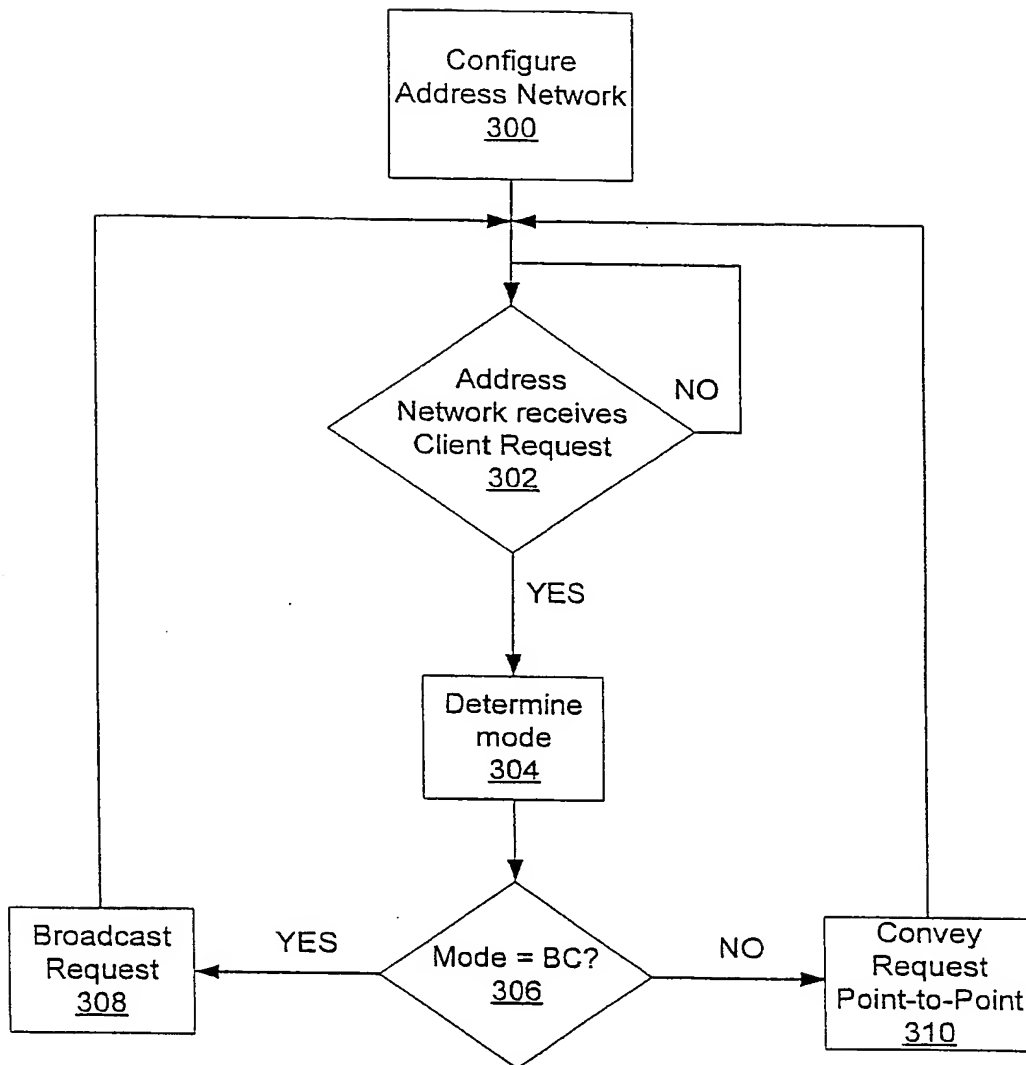 Configure
Address Network
300
Address
Network receives
Client Request
302
NO
YES
Determine
mode
304
Broadcast
Request
308
YES
Mode = BC?
306
NO
Convey
Request
Point-to-Point
310